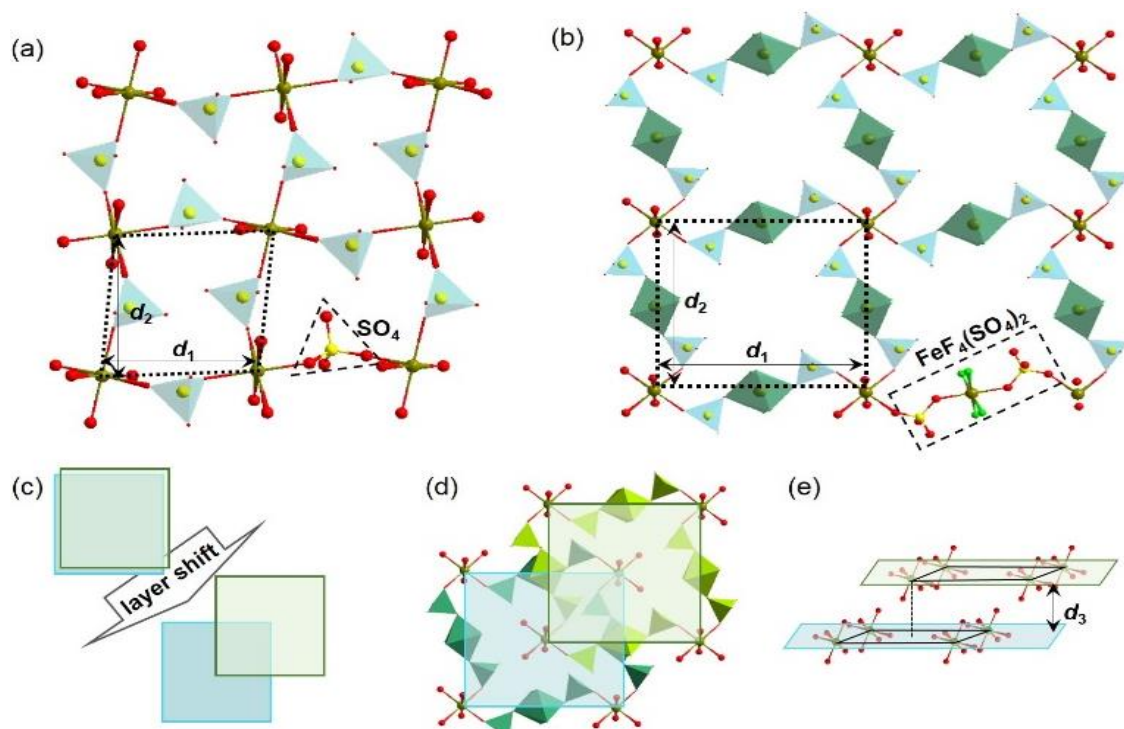 (a)
(b)
d₂
SO₄
d₁
d₂
d₁
FeF₄(SO₄)₂
(c)
layer shift
(d)
(e)
d₃